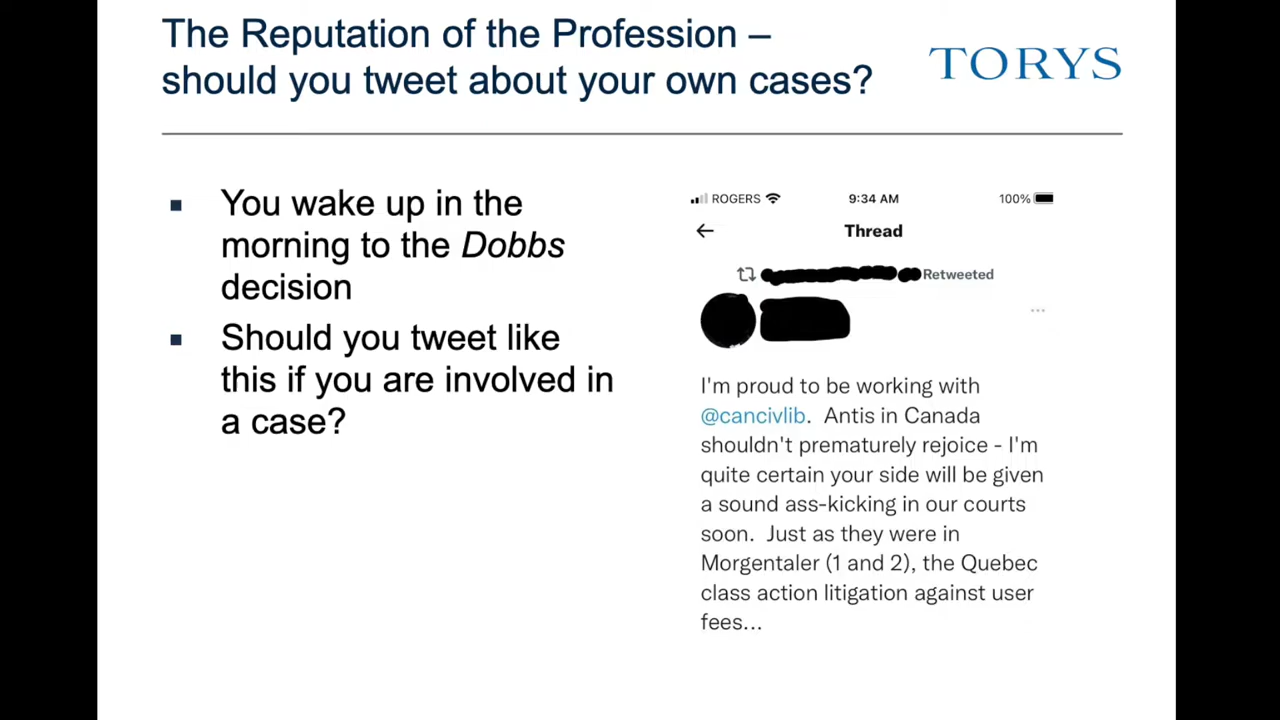 The Reputation of the Profession –
should you tweet about your own cases?
TORYS
▪ You wake up in the
morning to the Dobbs
decision
▪ Should you tweet like
this if you are involved in
a case?
ROGERS 9:34 AM 100%
Thread
Retweeted
I'm proud to be working with
@cancivlib. Antis in Canada
shouldn't prematurely rejoice - I'm
quite certain your side will be given
a sound ass-kicking in our courts
soon. Just as they were in
Morgentaler (1 and 2), the Quebec
class action litigation against user
fees...